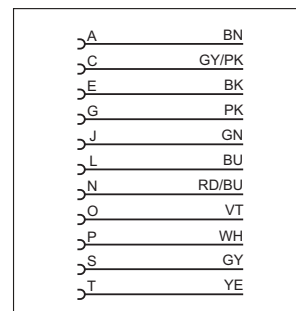 A BN
C GY/PK
E BK
G PK
J GN
L BU
N RD/BU
O VT
P WH
S GY
T YE